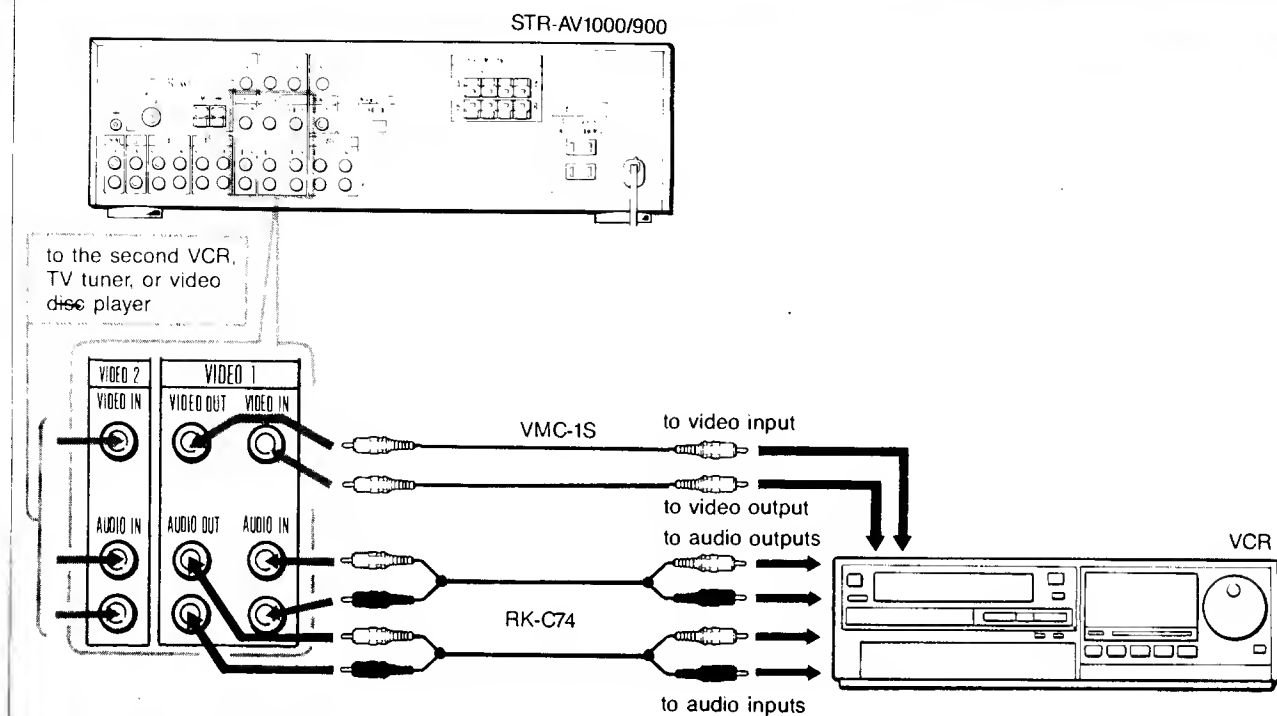 STR-AV1000/900
to the second VCR,
TV tuner, or video
disc player
VIDEO 2
VIDEO 1
VIDEO IN
VIDEO OUT
VIDEO IN
AUDIO IN
AUDIO OUT
AUDIO IN
VMC-1S
to video input
to video output
to audio outputs
RK-C74
to audio inputs
VCR